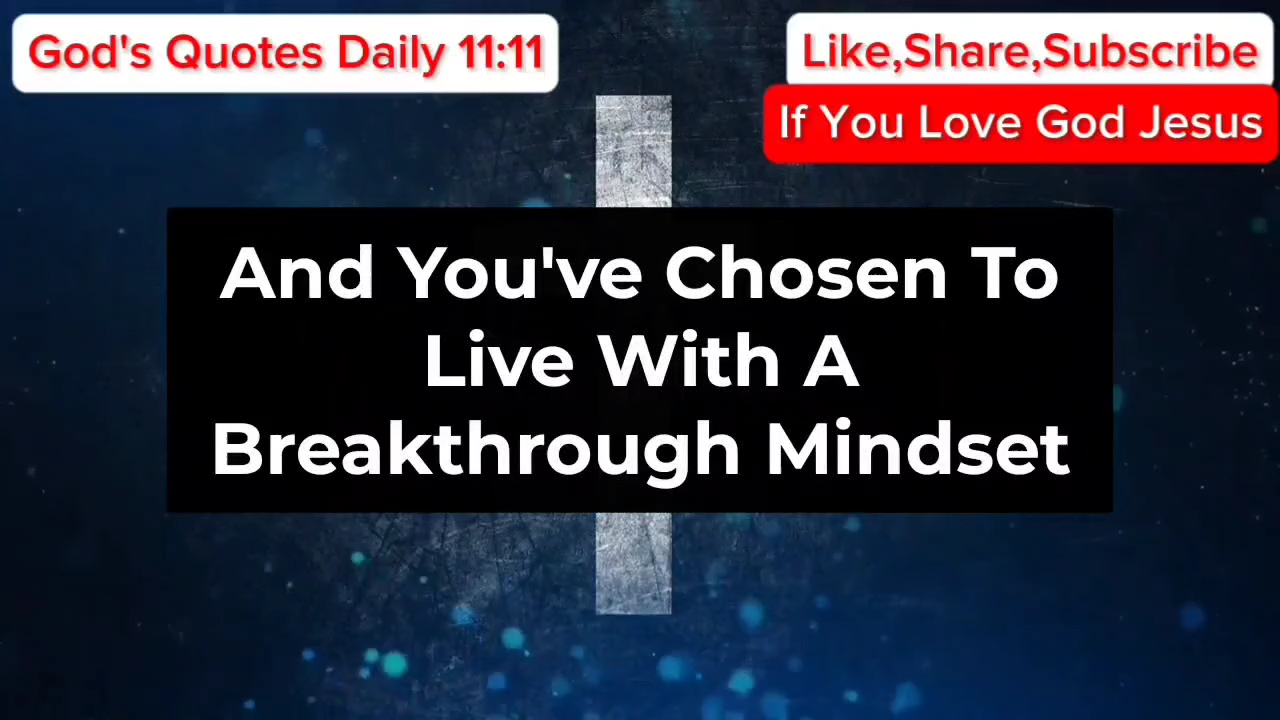 God's Quotes Daily 11:11
Like,Share,Subscribe
If You Love God Jesus
And You've Chosen To
Live With A
Breakthrough Mindset